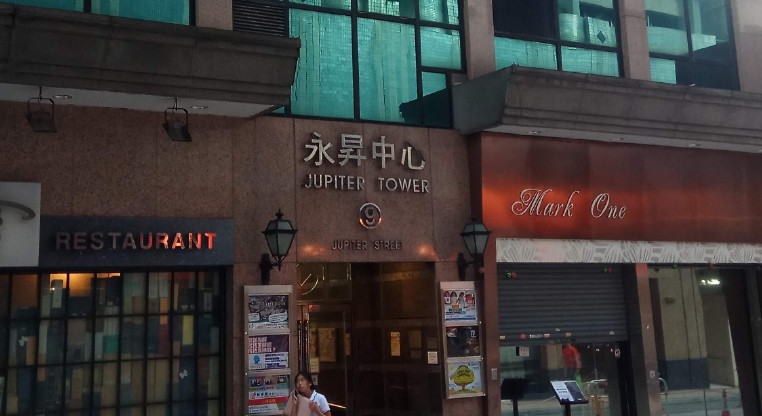 永昇中心
JUPITER TOWER
9
JUPITER STREET
RESTAURANT
Mark One